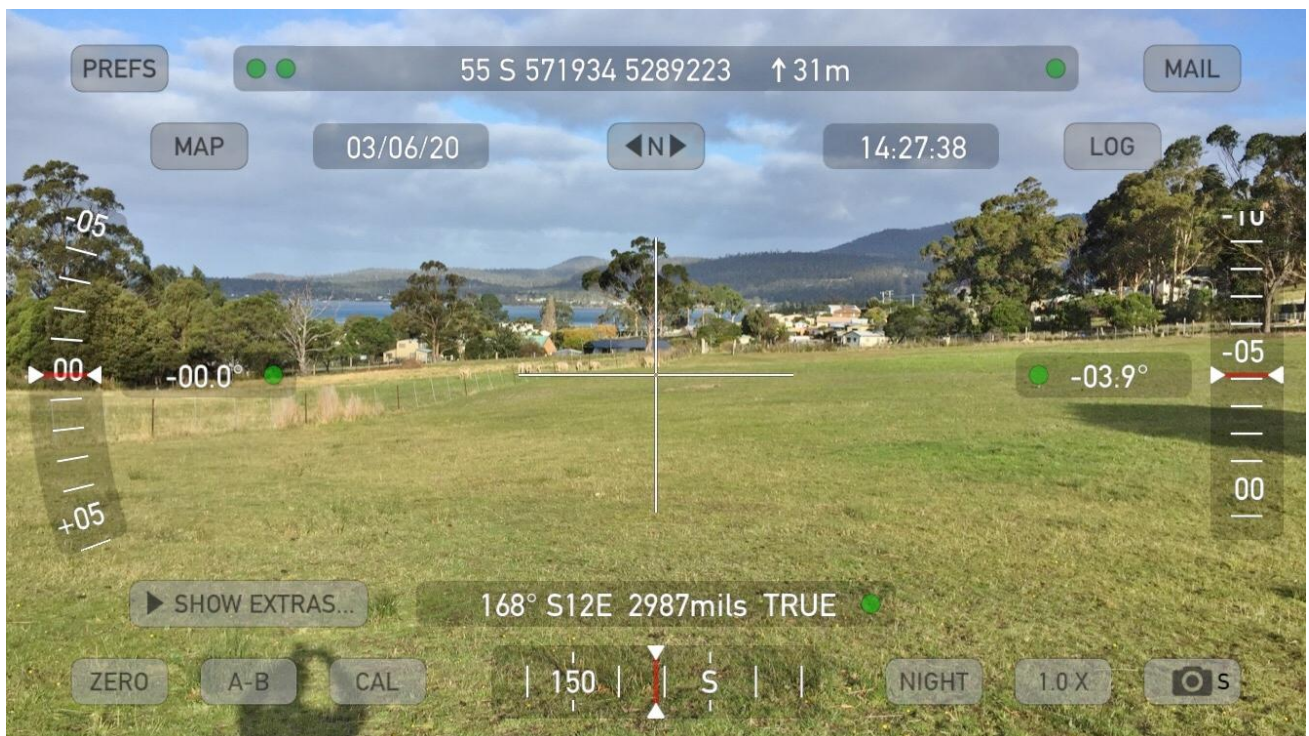 PREFS 55 S 571934 5289223 ↑31m MAIL
MAP 03/06/20 ◀N▶ 14:27:38 LOG
-05 -10
-05
00 -00.0° -03.9°
00
+05
▶ SHOW EXTRAS... 168° S12E 2987mils TRUE
ZERO A-B CAL 150 S NIGHT 1.0 X S